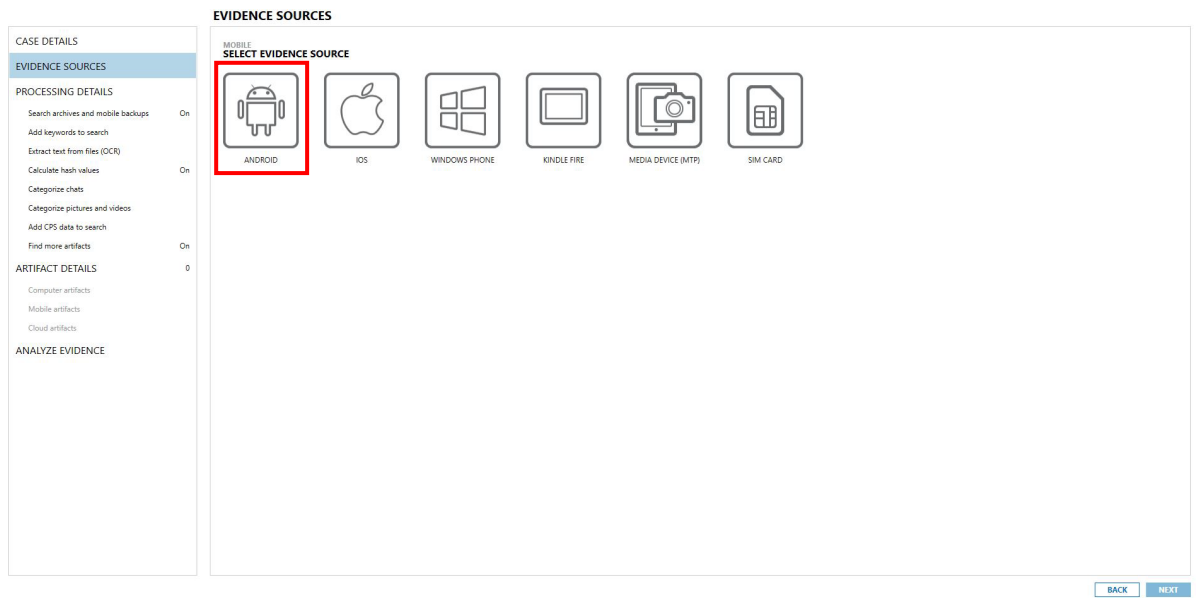 EVIDENCE SOURCES
CASE DETAILS
EVIDENCE SOURCES
PROCESSING DETAILS
Search archives and mobile backups On
Add keywords to search
Extract text from files (OCR)
Calculate hash values On
Categorize chats
Categorize pictures and videos
Add CPS data to search
Find more artifacts On
ARTIFACT DETAILS 0
Computer artifacts
Mobile artifacts
Cloud artifacts
ANALYZE EVIDENCE
MOBILE
SELECT EVIDENCE SOURCE
ANDROID IOS WINDOWS PHONE KINDLE FIRE MEDIA DEVICE (MTP) SIM CARD
BACK NEXT